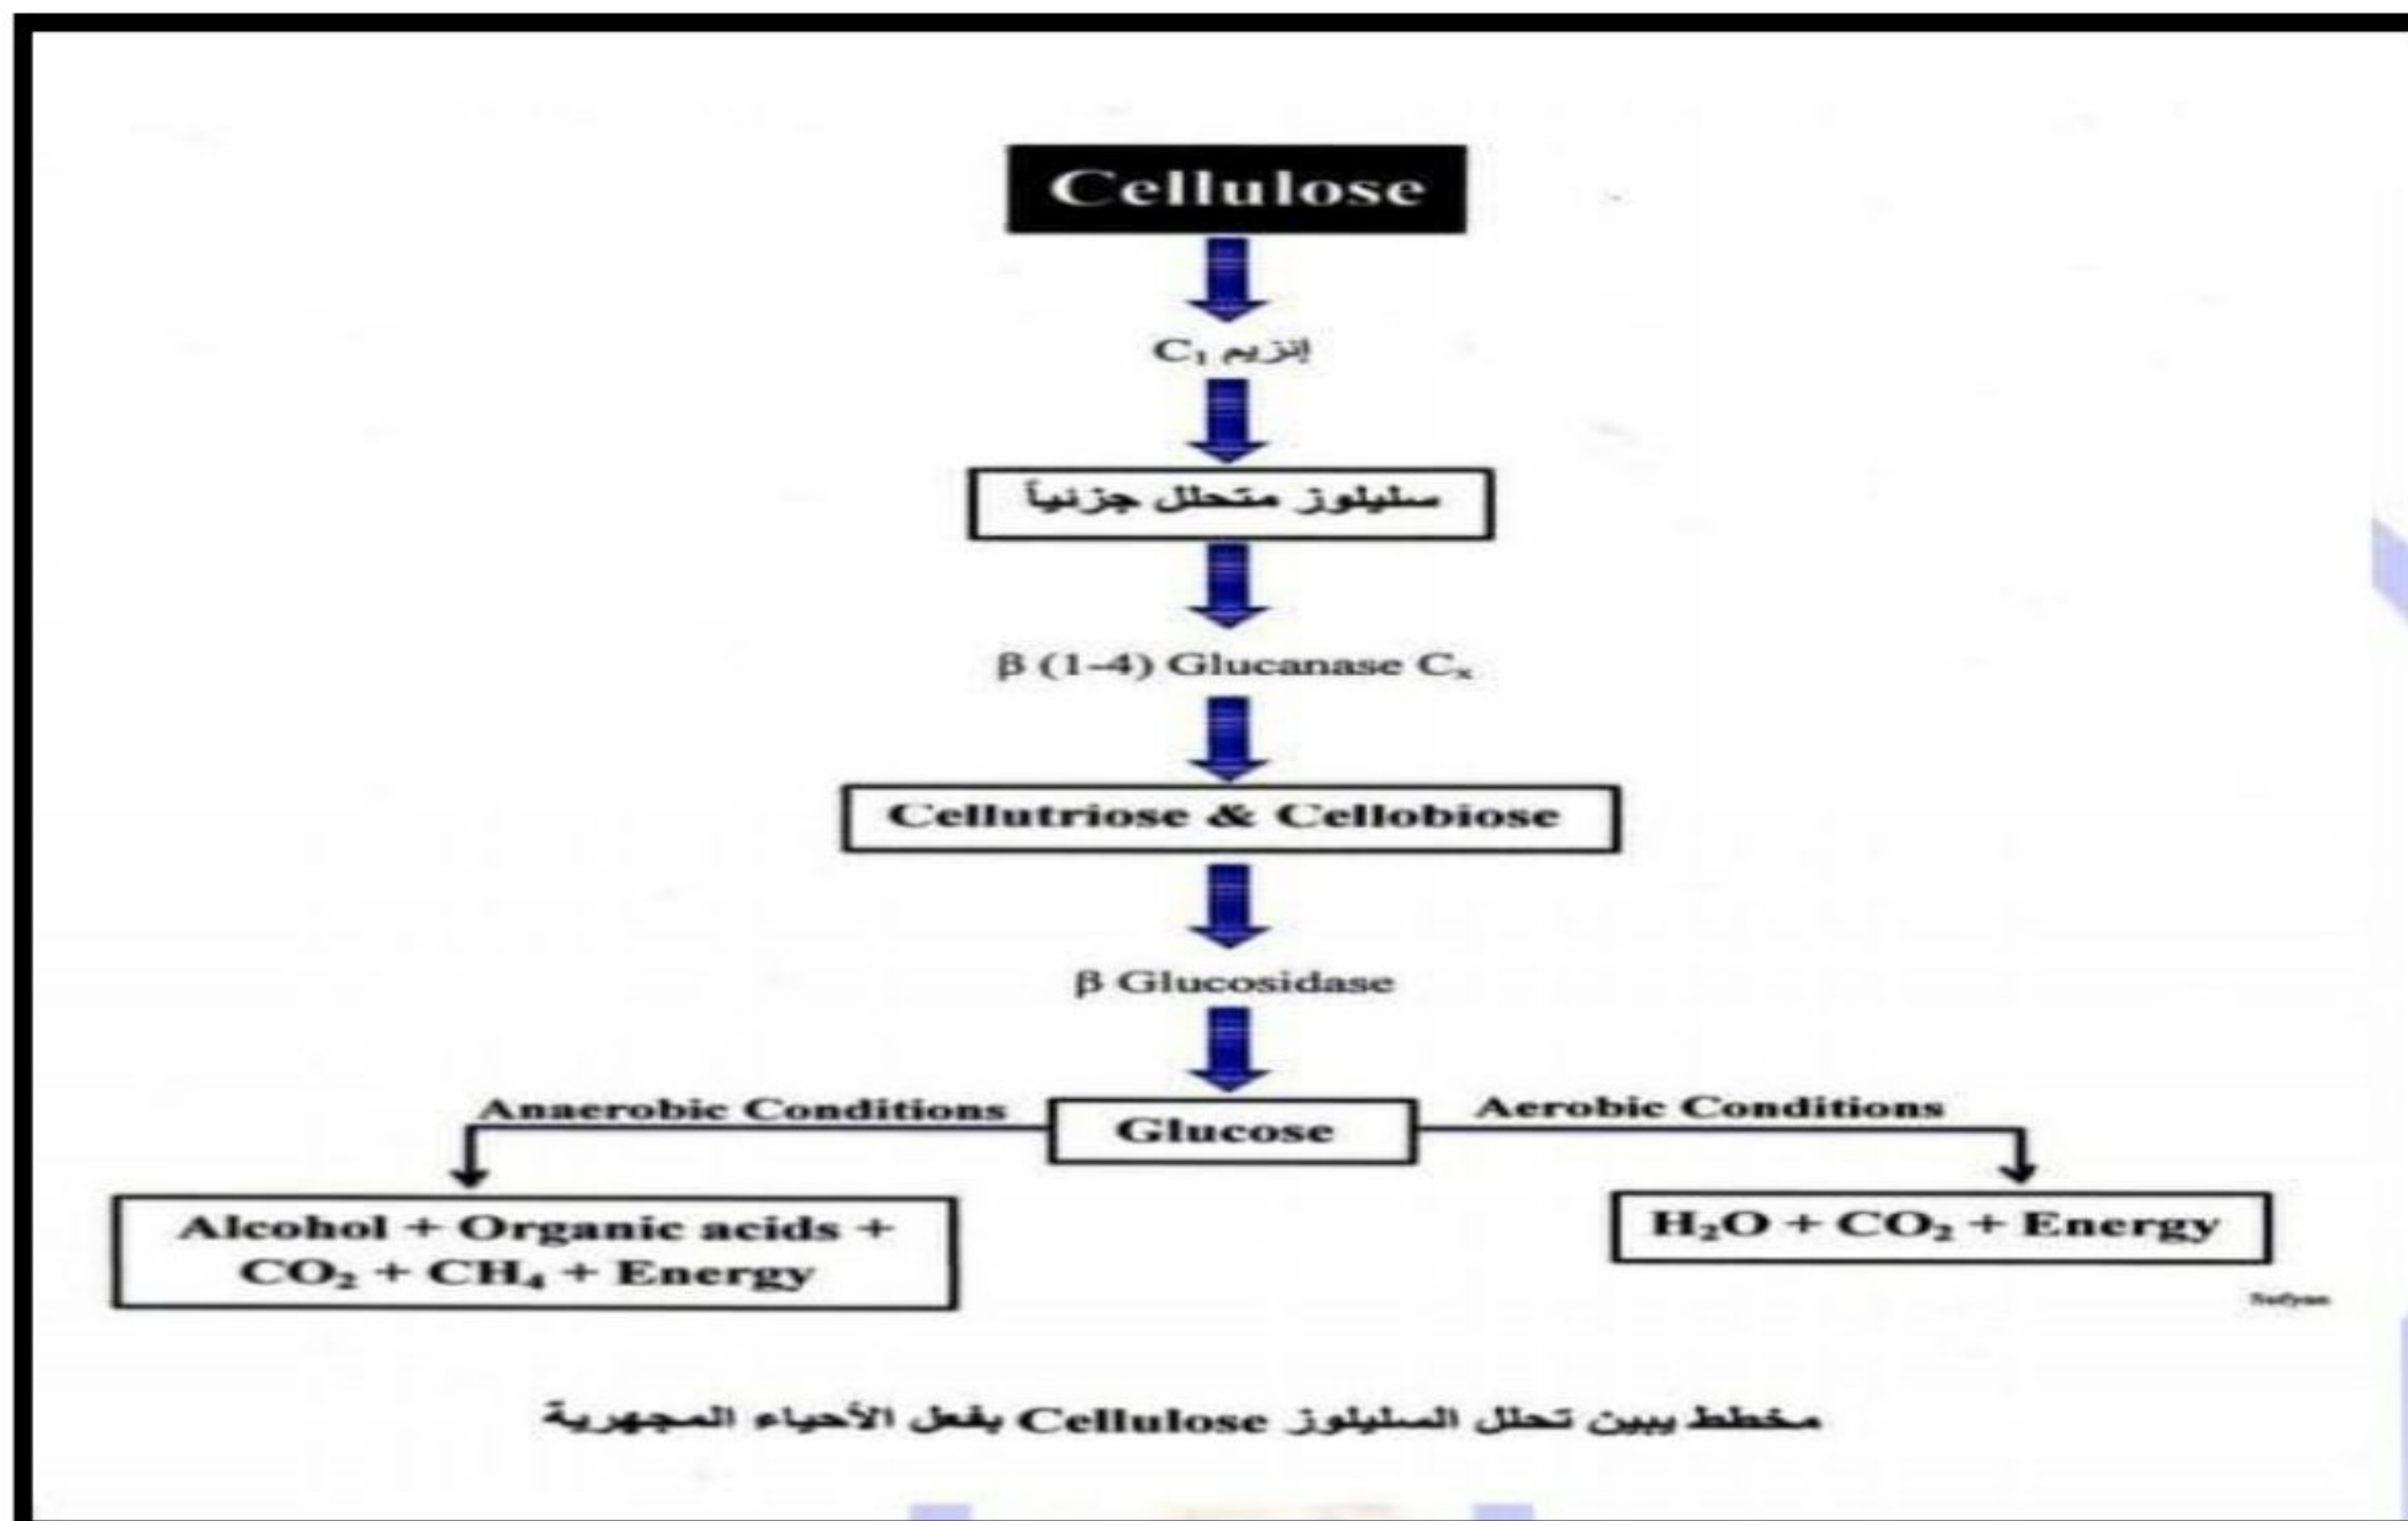 Cellulose
إنزيم C₁
سليلوز متحلل جزئياً
β (1-4) Glucanase Cₓ
Cellutriose & Cellobiose
β Glucosidase
Anaerobic Conditions
Glucose
Aerobic Conditions
Alcohol + Organic acids +
CO₂ + CH₄ + Energy
H₂O + CO₂ + Energy
Sufyan
مخطط يبين تحلل السليلوز Cellulose بفعل الأحياء المجهرية